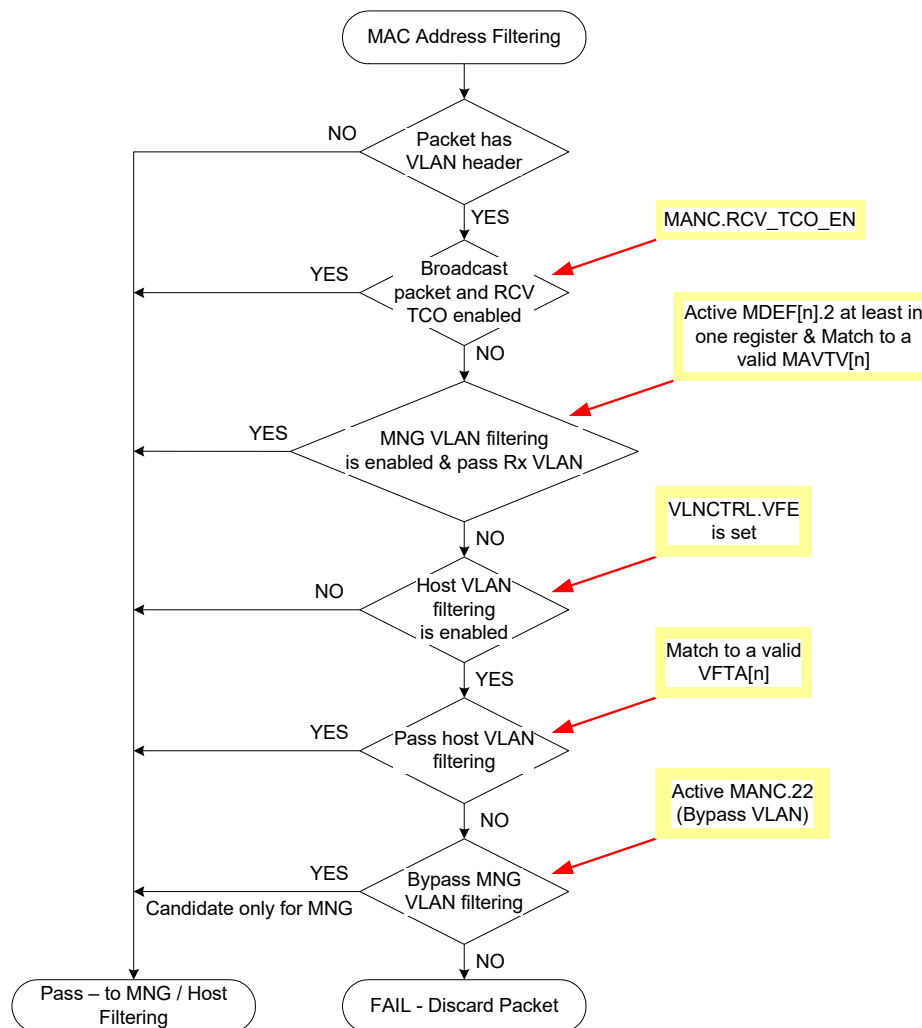 MAC Address Filtering
NO
Packet has
VLAN header
YES
MANC.RCV_TCO_EN
YES
Broadcast
packet and RCV
TCO enabled
Active MDEF[n].2 at least in
one register & Match to a
valid MAVTV[n]
NO
YES
MNG VLAN filtering
is enabled & pass Rx VLAN
VLNCTRL.VFE
is set
NO
NO
Host VLAN
filtering
is enabled
Match to a valid
VFTA[n]
YES
YES
Pass host VLAN
filtering
Active MANC.22
(Bypass VLAN)
NO
YES
Bypass MNG
VLAN filtering
Candidate only for MNG
NO
Pass – to MNG / Host
Filtering
FAIL - Discard Packet